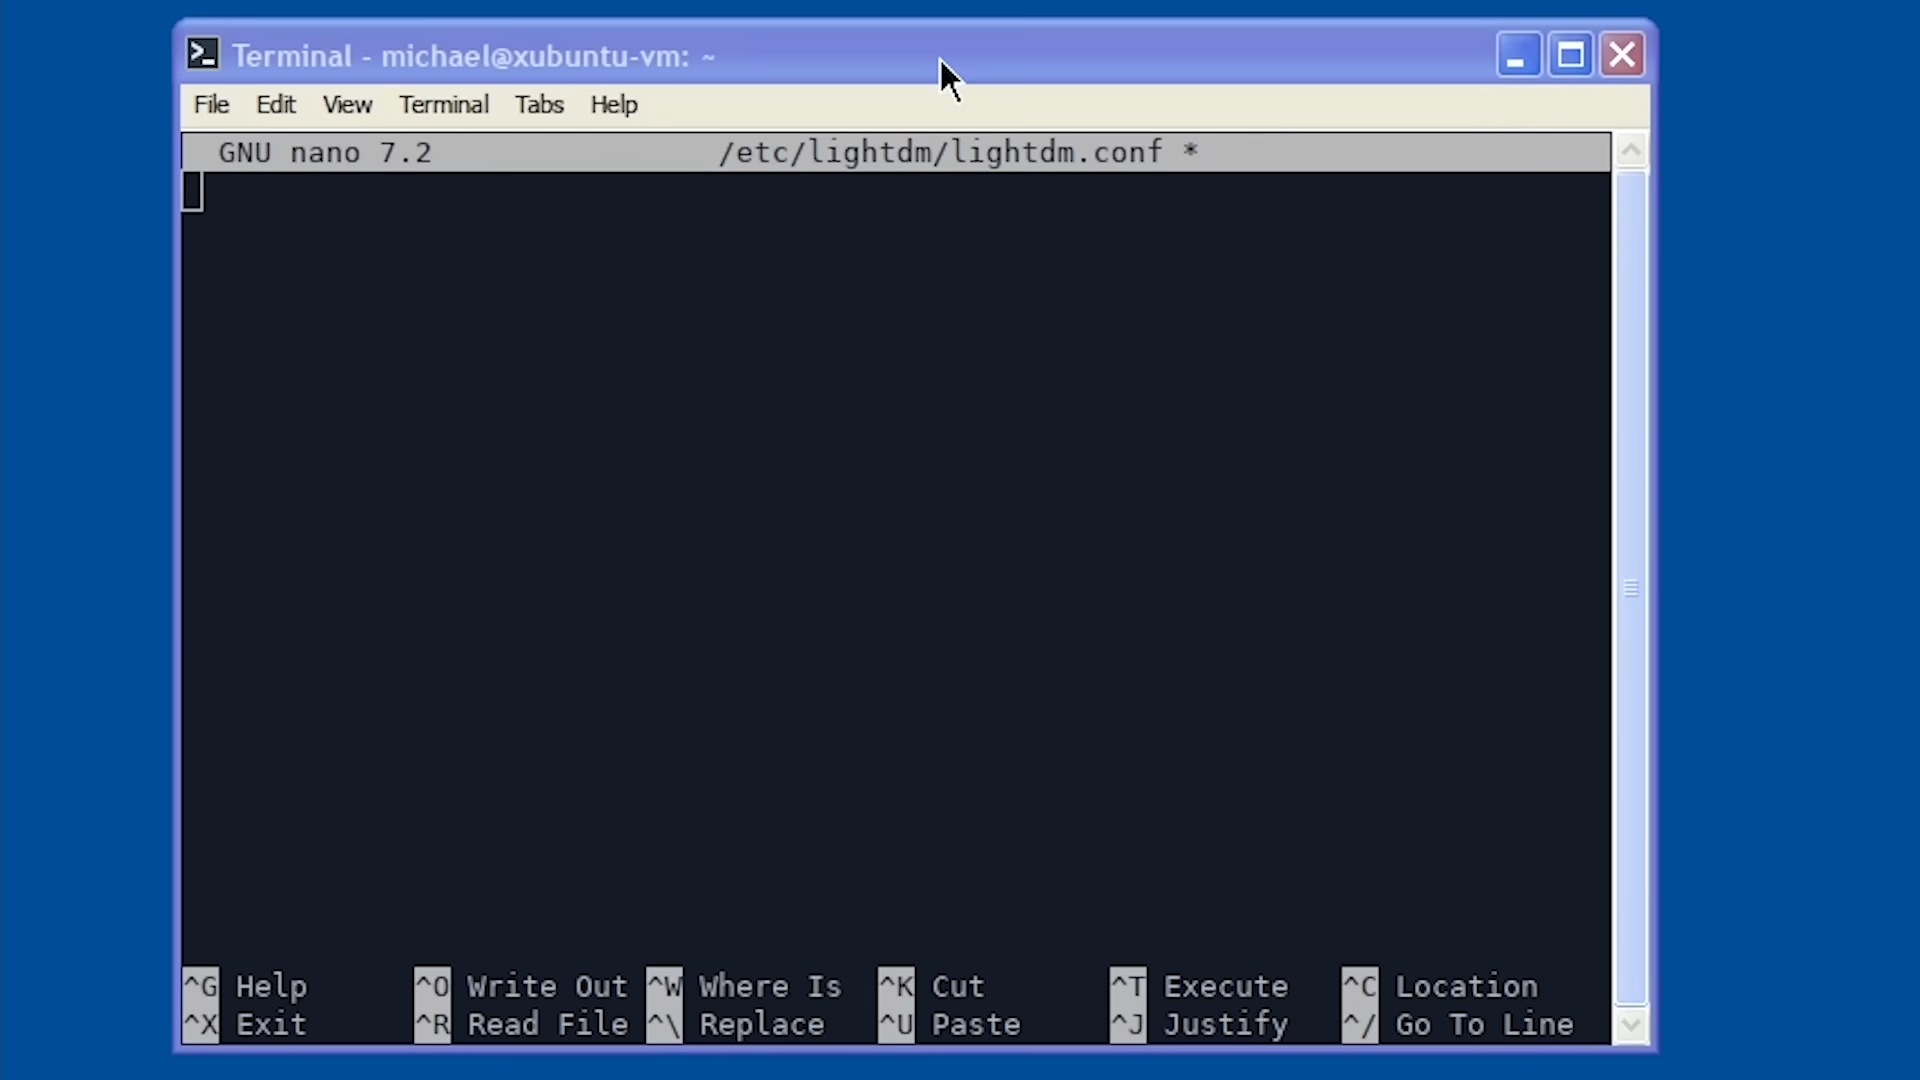 Terminal - michael@xubuntu-vm: ~
File Edit View Terminal Tabs Help
GNU nano 7.2 /etc/lightdm/lightdm.conf *
^G Help ^O Write Out ^W Where Is ^K Cut ^T Execute ^C Location
^X Exit ^R Read File ^\ Replace ^U Paste ^J Justify ^/ Go To Line